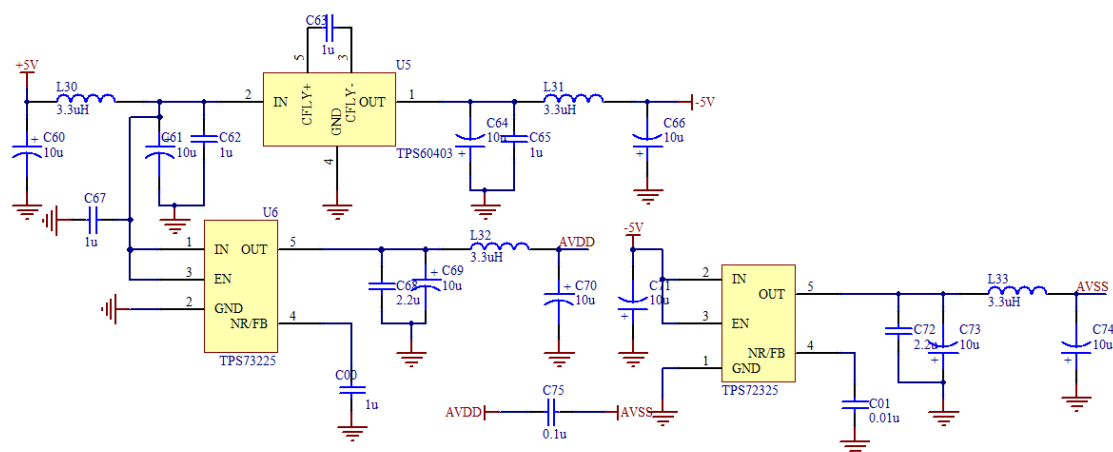 C63
1u
+5V
U5
5
3
L30
3.3uH
2
IN
CFLY+
GND
CFLY-
OUT
1
L31
3.3uH
-5V
C60
10u
C61
10u
C62
1u
C64
10u
C65
1u
C66
10u
4
TPS60403
C67
1u
U6
1
IN
OUT
5
L32
3.3uH
AVDD
-5V
3
EN
2
GND
NR/FB
4
C68
2.2u
C69
10u
C70
10u
C71
10u
2
IN
OUT
5
L33
3.3uH
AVSS
3
EN
NR/FB
4
1
GND
C72
2.2u
C73
10u
C74
10u
TPS73225
C00
1u
TPS72325
AVDD
C75
0.1u
AVSS
C01
0.01u